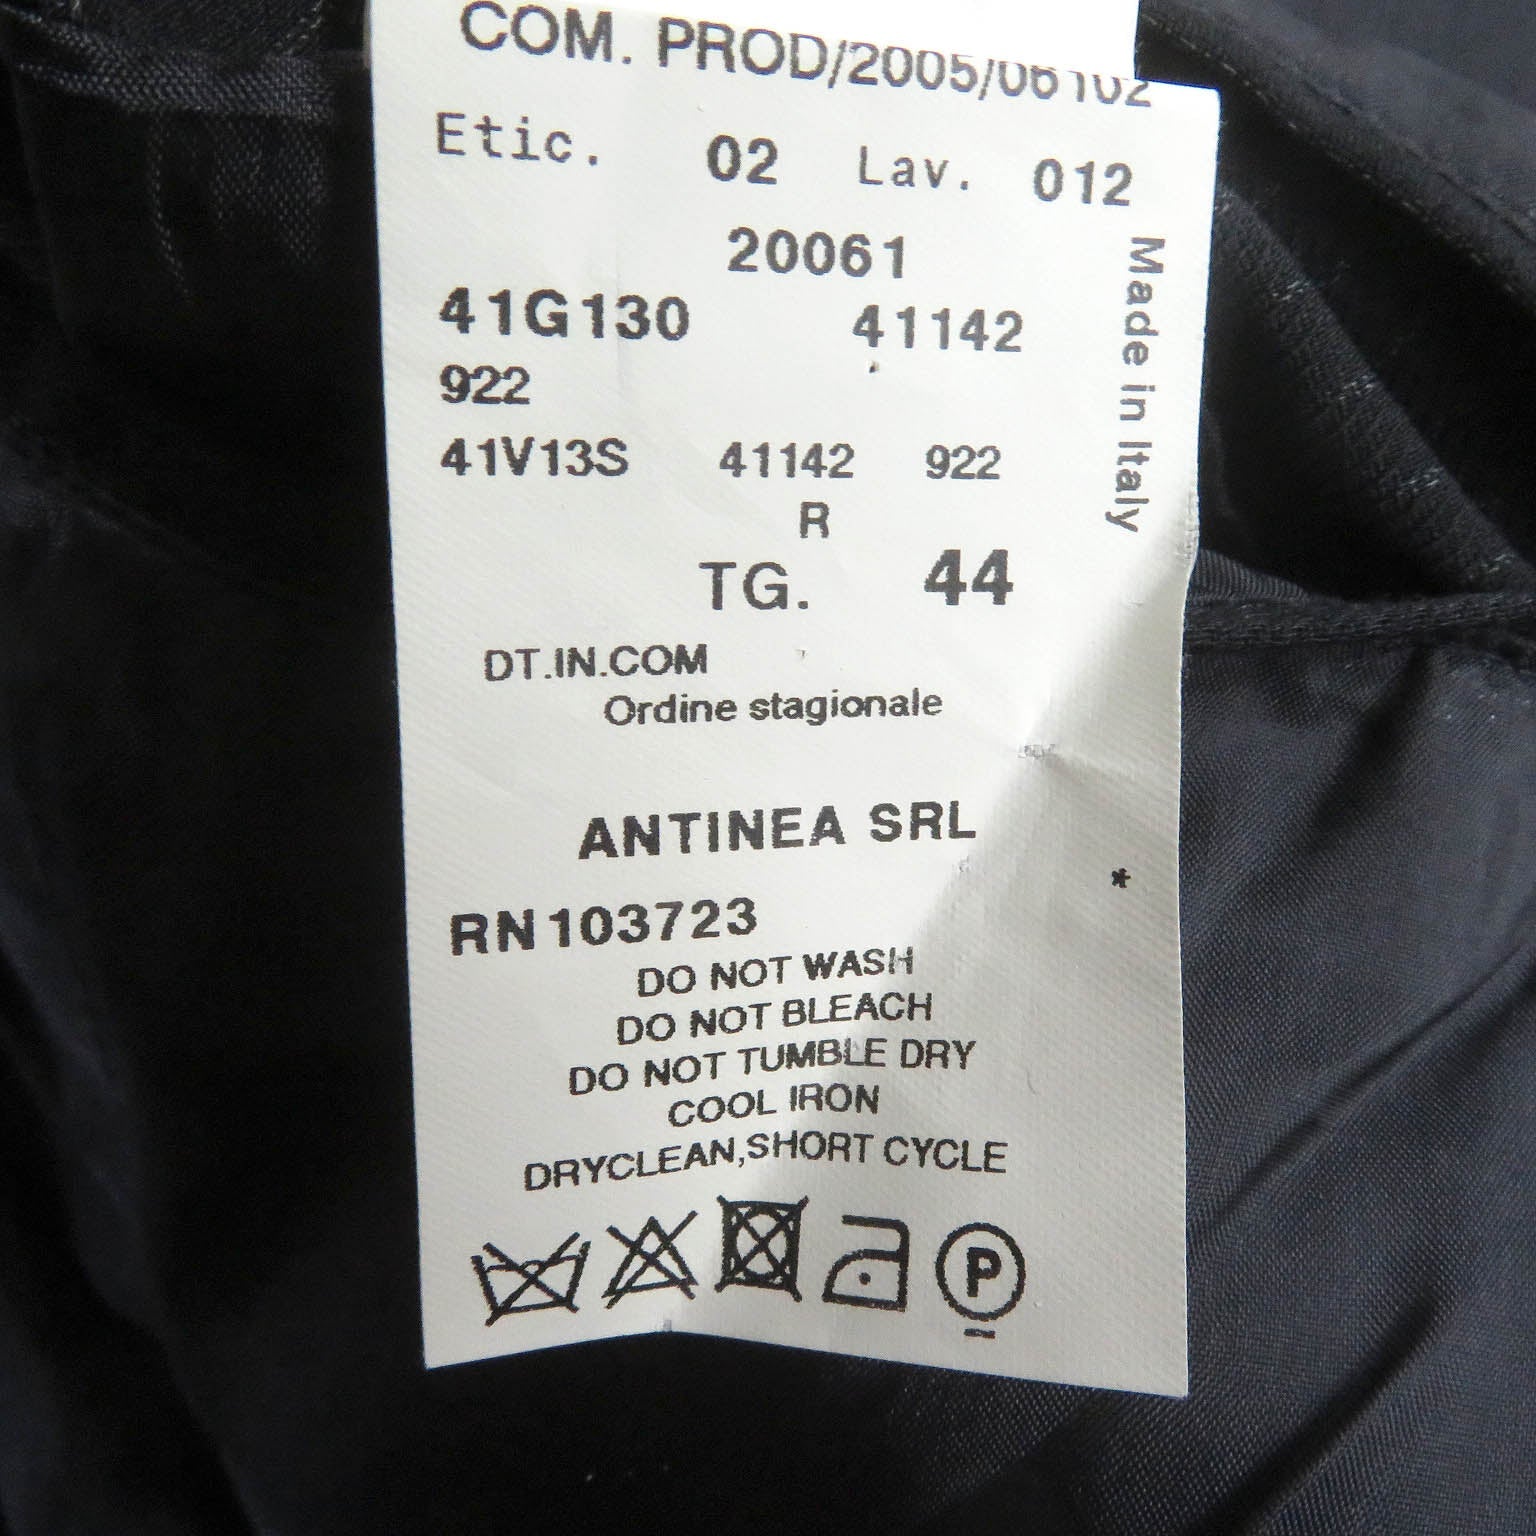 COM. PROD/2005/06102
Etic. 02 Lav. 012
20061
41G130 41142
922
41V13S 41142 922
R
TG. 44
DT.IN.COM
Ordine stagionale
ANTINEA SRL
*
RN103723
DO NOT WASH
DO NOT BLEACH
DO NOT TUMBLE DRY
COOL IRON
DRYCLEAN,SHORT CYCLE
P
Made in Italy